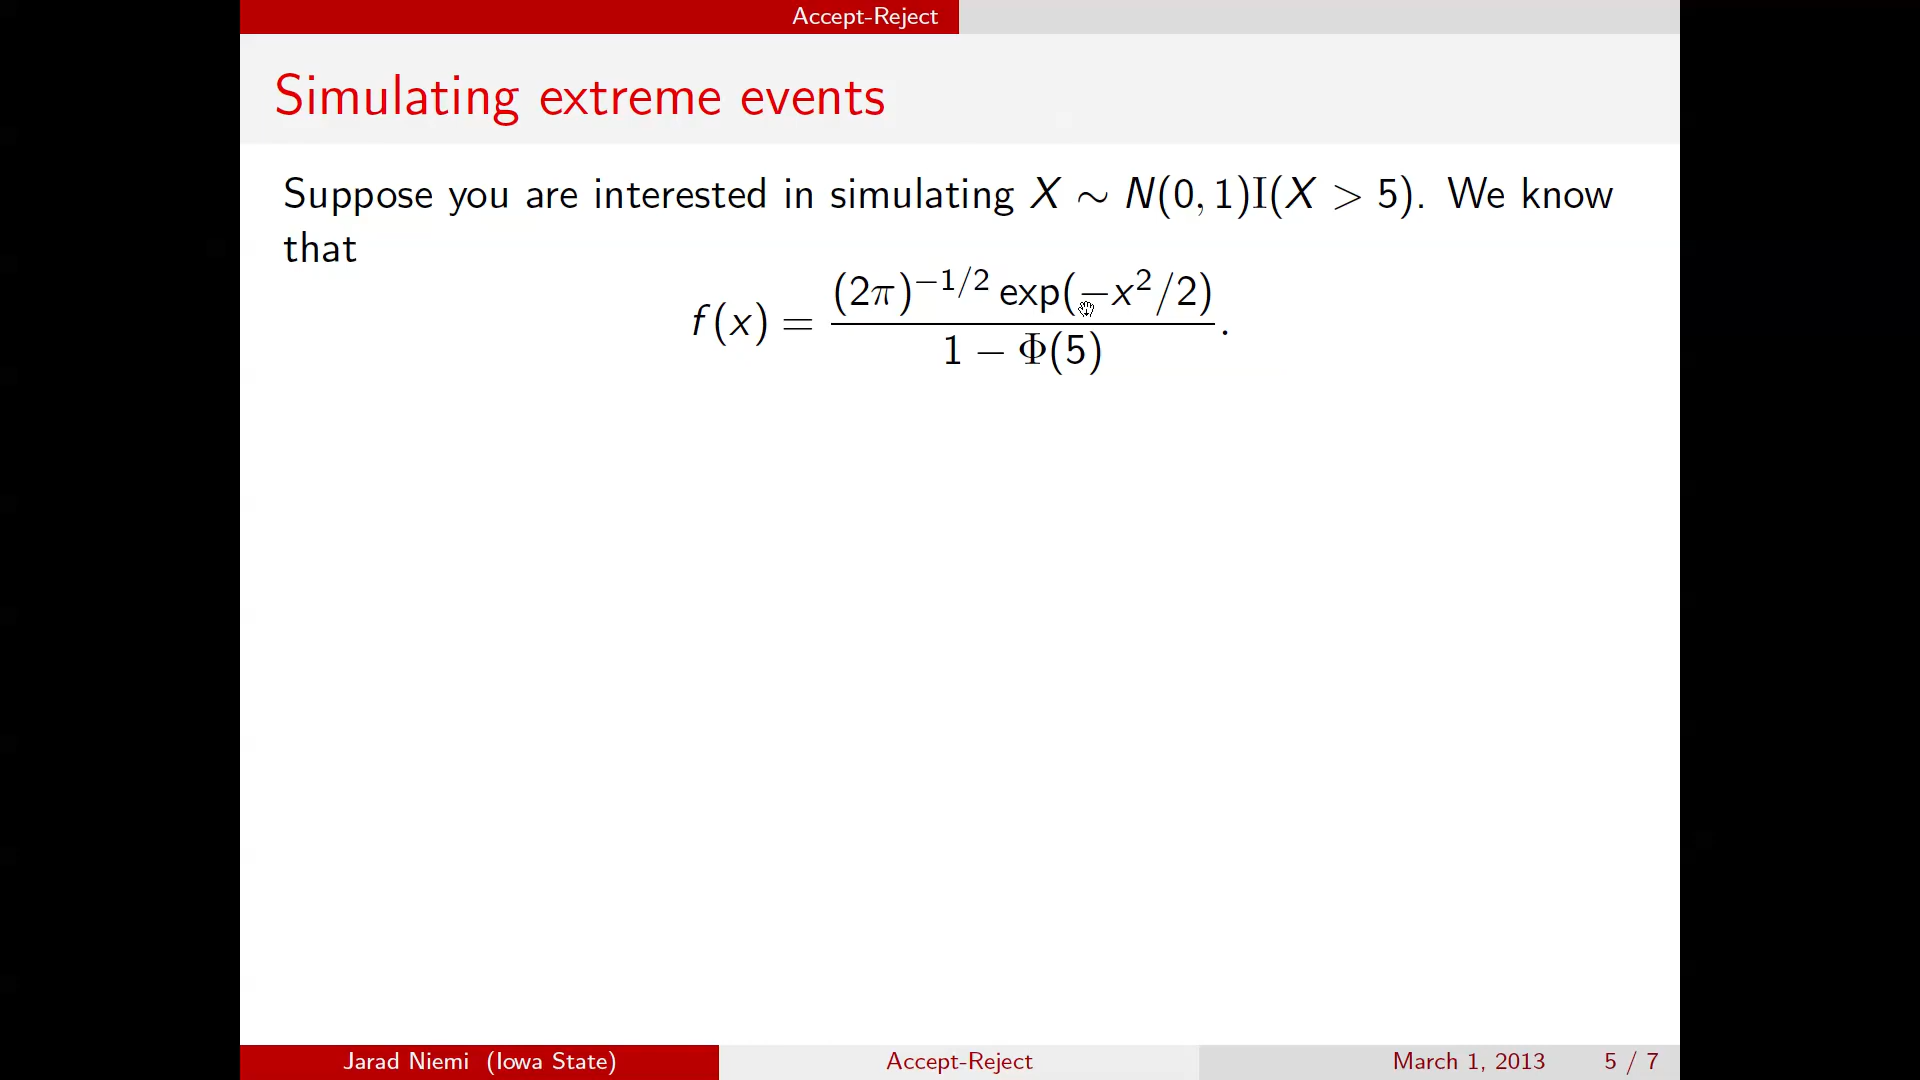 Accept-Reject
Simulating extreme events
Suppose you are interested in simulating X ∼ N(0, 1)I(X > 5). We know
that
f(x) = (2π)^{−1/2} exp(−x²/2) / 1 − Φ(5) .
Jarad Niemi (Iowa State) Accept-Reject March 1, 2013 5 / 7